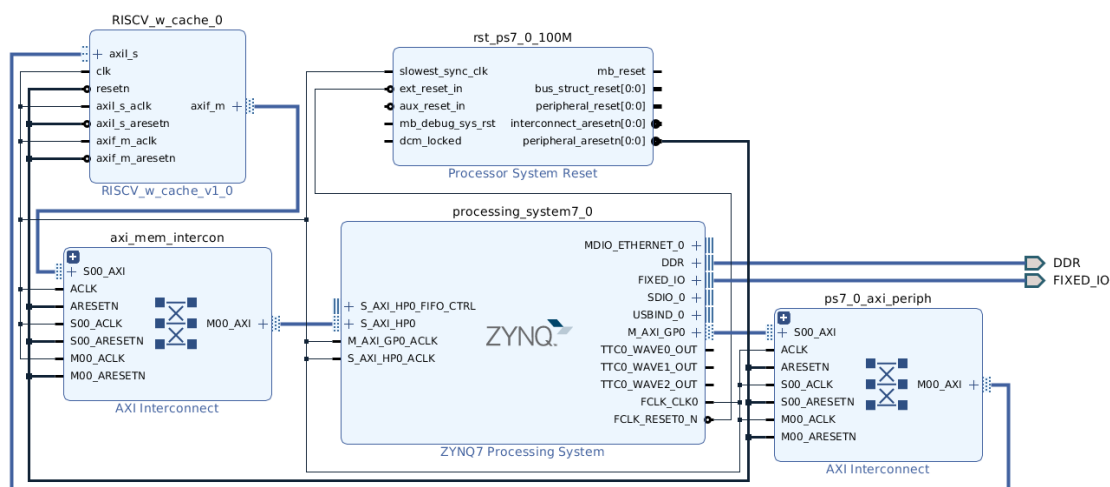 RISCV_w_cache_0
axil_s
clk
resetn
axil_s_aclk
axif_m
axil_s_aresetn
axif_m_aclk
axif_m_aresetn
RISCV_w_cache_v1_0
rst_ps7_0_100M
slowest_sync_clk
mb_reset
ext_reset_in
bus_struct_reset[0:0]
aux_reset_in
peripheral_reset[0:0]
mb_debug_sys_rst
interconnect_aresetn[0:0]
dcm_locked
peripheral_aresetn[0:0]
Processor System Reset
axi_mem_intercon
S00_AXI
ACLK
ARESETN
S00_ACLK
M00_AXI
S00_ARESETN
M00_ACLK
M00_ARESETN
AXI Interconnect
processing_system7_0
MDIO_ETHERNET_0
DDR
FIXED_IO
S_AXI_HP0_FIFO_CTRL
SDIO_0
USBIND_0
S_AXI_HP0
M_AXI_GP0
M_AXI_GP0_ACLK
TTC0_WAVE0_OUT
S_AXI_HP0_ACLK
TTC0_WAVE1_OUT
TTC0_WAVE2_OUT
FCLK_CLK0
FCLK_RESET0_N
ZYNQ
ZYNQ7 Processing System
DDR
FIXED_IO
ps7_0_axi_periph
S00_AXI
ACLK
ARESETN
S00_ACLK
M00_AXI
S00_ARESETN
M00_ACLK
M00_ARESETN
AXI Interconnect